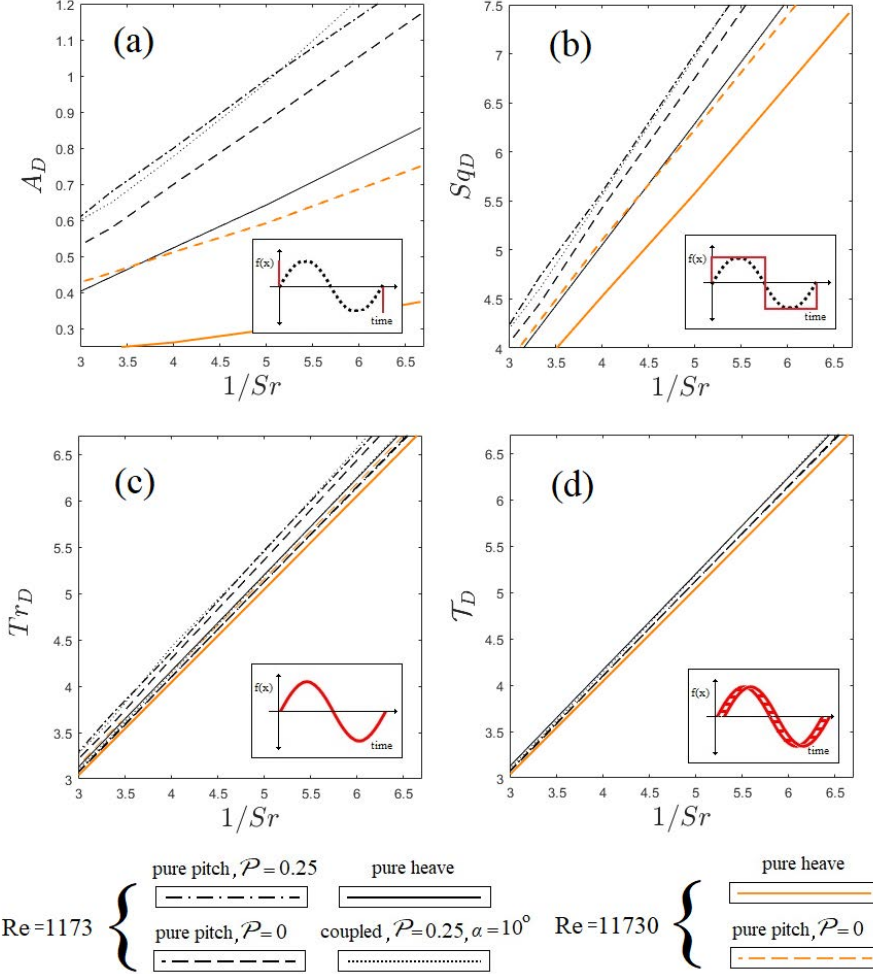 (a)
A_D
1.2
1.1
1
0.9
0.8
0.7
0.6
0.5
0.4
0.3
3 3.5 4 4.5 5 5.5 6 6.5
1/Sr
f(x)
time
(b)
Sq_D
7.5
7
6.5
6
5.5
5
4.5
4
3 3.5 4 4.5 5 5.5 6 6.5
1/Sr
f(x)
time
(c)
Tr_D
6.5
6
5.5
5
4.5
4
3.5
3
3 3.5 4 4.5 5 5.5 6 6.5
1/Sr
f(x)
time
(d)
𝒯_D
6.5
6
5.5
5
4.5
4
3.5
3
3 3.5 4 4.5 5 5.5 6 6.5
1/Sr
f(x)
time
Re=1173 {
pure pitch, 𝒫=0.25
pure heave
pure pitch, 𝒫=0
coupled, 𝒫=0.25, α=10°
Re=11730 {
pure heave
pure pitch, 𝒫=0